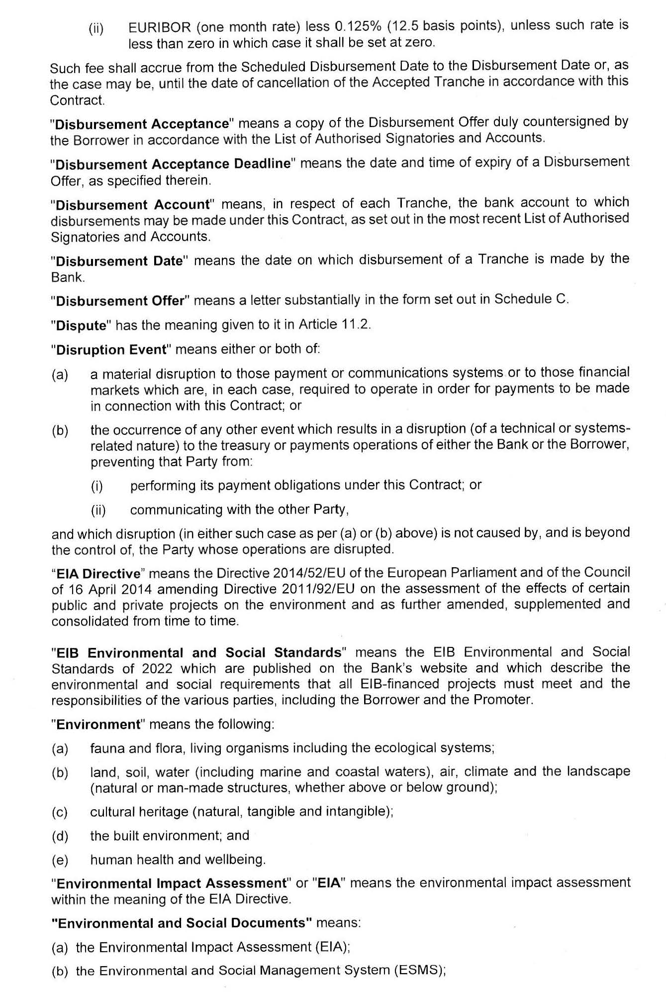 (ii) EURIBOR (one month rate) less 0.125% (12.5 basis points), unless such rate is
less than zero in which case it shall be set at zero.
Such fee shall accrue from the Scheduled Disbursement Date to the Disbursement Date or, as
the case may be, until the date of cancellation of the Accepted Tranche in accordance with this
Contract.
"Disbursement Acceptance" means a copy of the Disbursement Offer duly countersigned by
the Borrower in accordance with the List of Authorised Signatories and Accounts.
"Disbursement Acceptance Deadline" means the date and time of expiry of a Disbursement
Offer, as specified therein.
"Disbursement Account" means, in respect of each Tranche, the bank account to which
disbursements may be made under this Contract, as set out in the most recent List of Authorised
Signatories and Accounts.
"Disbursement Date" means the date on which disbursement of a Tranche is made by the
Bank.
"Disbursement Offer" means a letter substantially in the form set out in Schedule C.
"Dispute" has the meaning given to it in Article 11.2.
"Disruption Event" means either or both of:
(a) a material disruption to those payment or communications systems or to those financial
markets which are, in each case, required to operate in order for payments to be made
in connection with this Contract; or
(b) the occurrence of any other event which results in a disruption (of a technical or systems-
related nature) to the treasury or payments operations of either the Bank or the Borrower,
preventing that Party from:
(i) performing its payment obligations under this Contract; or
(ii) communicating with the other Party,
and which disruption (in either such case as per (a) or (b) above) is not caused by, and is beyond
the control of, the Party whose operations are disrupted.
“EIA Directive” means the Directive 2014/52/EU of the European Parliament and of the Council
of 16 April 2014 amending Directive 2011/92/EU on the assessment of the effects of certain
public and private projects on the environment and as further amended, supplemented and
consolidated from time to time.
"EIB Environmental and Social Standards" means the EIB Environmental and Social
Standards of 2022 which are published on the Bank's website and which describe the
environmental and social requirements that all EIB-financed projects must meet and the
responsibilities of the various parties, including the Borrower and the Promoter.
"Environment" means the following:
(a) fauna and flora, living organisms including the ecological systems;
(b) land, soil, water (including marine and coastal waters), air, climate and the landscape
(natural or man-made structures, whether above or below ground);
(c) cultural heritage (natural, tangible and intangible);
(d) the built environment; and
(e) human health and wellbeing.
"Environmental Impact Assessment" or "EIA" means the environmental impact assessment
within the meaning of the EIA Directive.
"Environmental and Social Documents" means:
(a) the Environmental Impact Assessment (EIA);
(b) the Environmental and Social Management System (ESMS);